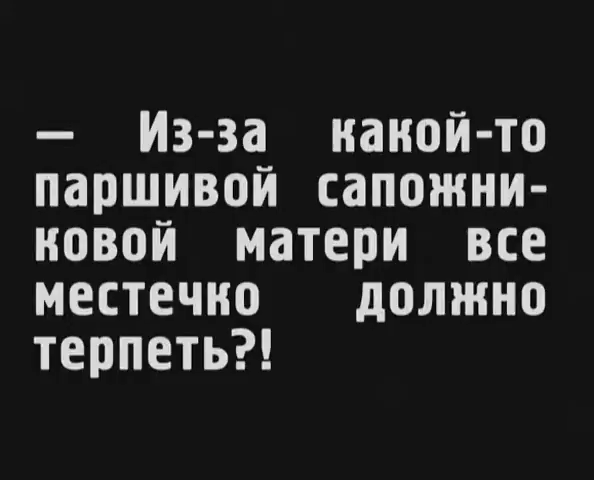 — Из-за какой-то
паршивой сапожни-
ковой матери все
местечко должно
терпеть?!